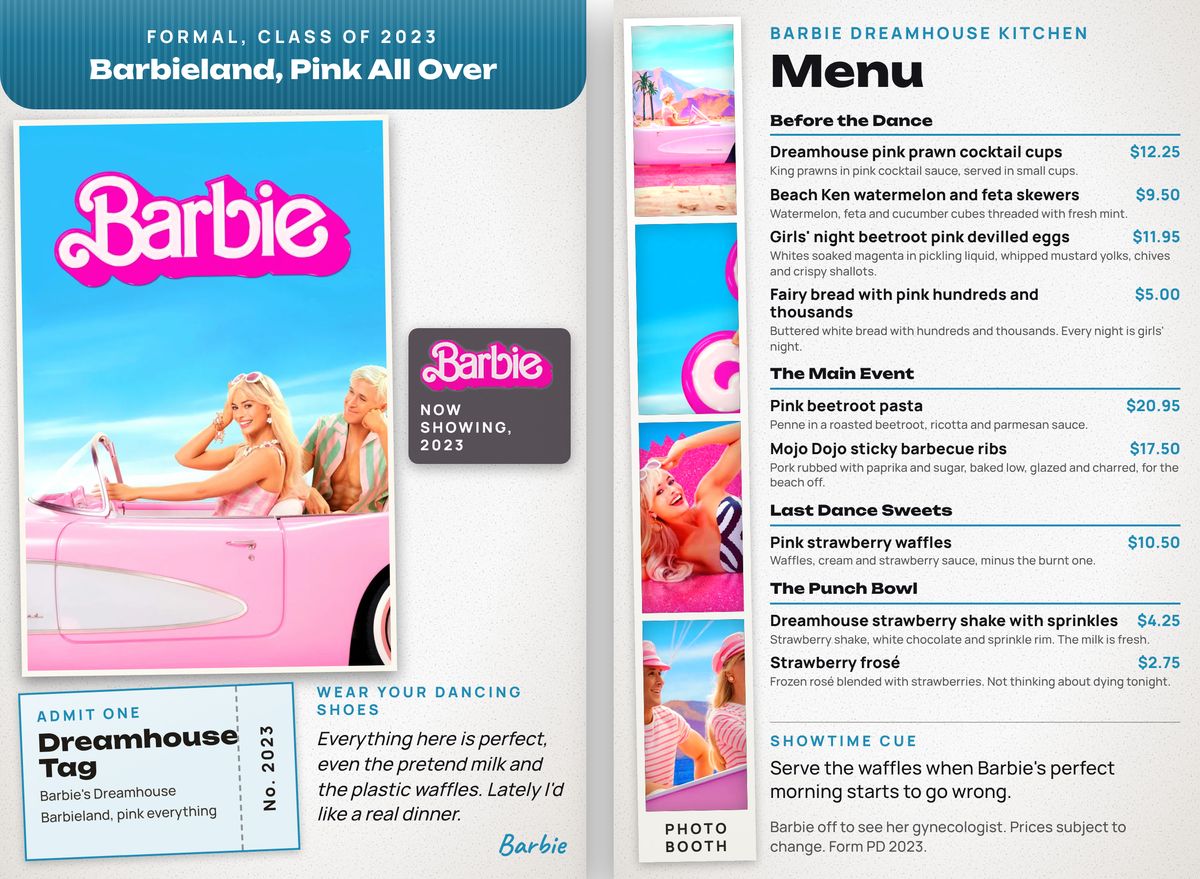 FORMAL, CLASS OF 2023
Barbieland, Pink All Over
Barbie
Barbie
NOW
SHOWING,
2023
ADMIT ONE
Dreamhouse
Tag
Barbie's Dreamhouse
Barbieland, pink everything
No. 2023
WEAR YOUR DANCING
SHOES
Everything here is perfect,
even the pretend milk and
the plastic waffles. Lately I'd
like a real dinner.
Barbie
PHOTO
BOOTH
BARBIE DREAMHOUSE KITCHEN
Menu
Before the Dance
Dreamhouse pink prawn cocktail cups $12.25
King prawns in pink cocktail sauce, served in small cups.
Beach Ken watermelon and feta skewers $9.50
Watermelon, feta and cucumber cubes threaded with fresh mint.
Girls' night beetroot pink devilled eggs $11.95
Whites soaked magenta in pickling liquid, whipped mustard yolks, chives
and crispy shallots.
Fairy bread with pink hundreds and $5.00
thousands
Buttered white bread with hundreds and thousands. Every night is girls'
night.
The Main Event
Pink beetroot pasta $20.95
Penne in a roasted beetroot, ricotta and parmesan sauce.
Mojo Dojo sticky barbecue ribs $17.50
Pork rubbed with paprika and sugar, baked low, glazed and charred, for the
beach off.
Last Dance Sweets
Pink strawberry waffles $10.50
Waffles, cream and strawberry sauce, minus the burnt one.
The Punch Bowl
Dreamhouse strawberry shake with sprinkles $4.25
Strawberry shake, white chocolate and sprinkle rim. The milk is fresh.
Strawberry frosé $2.75
Frozen rosé blended with strawberries. Not thinking about dying tonight.
SHOWTIME CUE
Serve the waffles when Barbie's perfect
morning starts to go wrong.
Barbie off to see her gynecologist. Prices subject to
change. Form PD 2023.